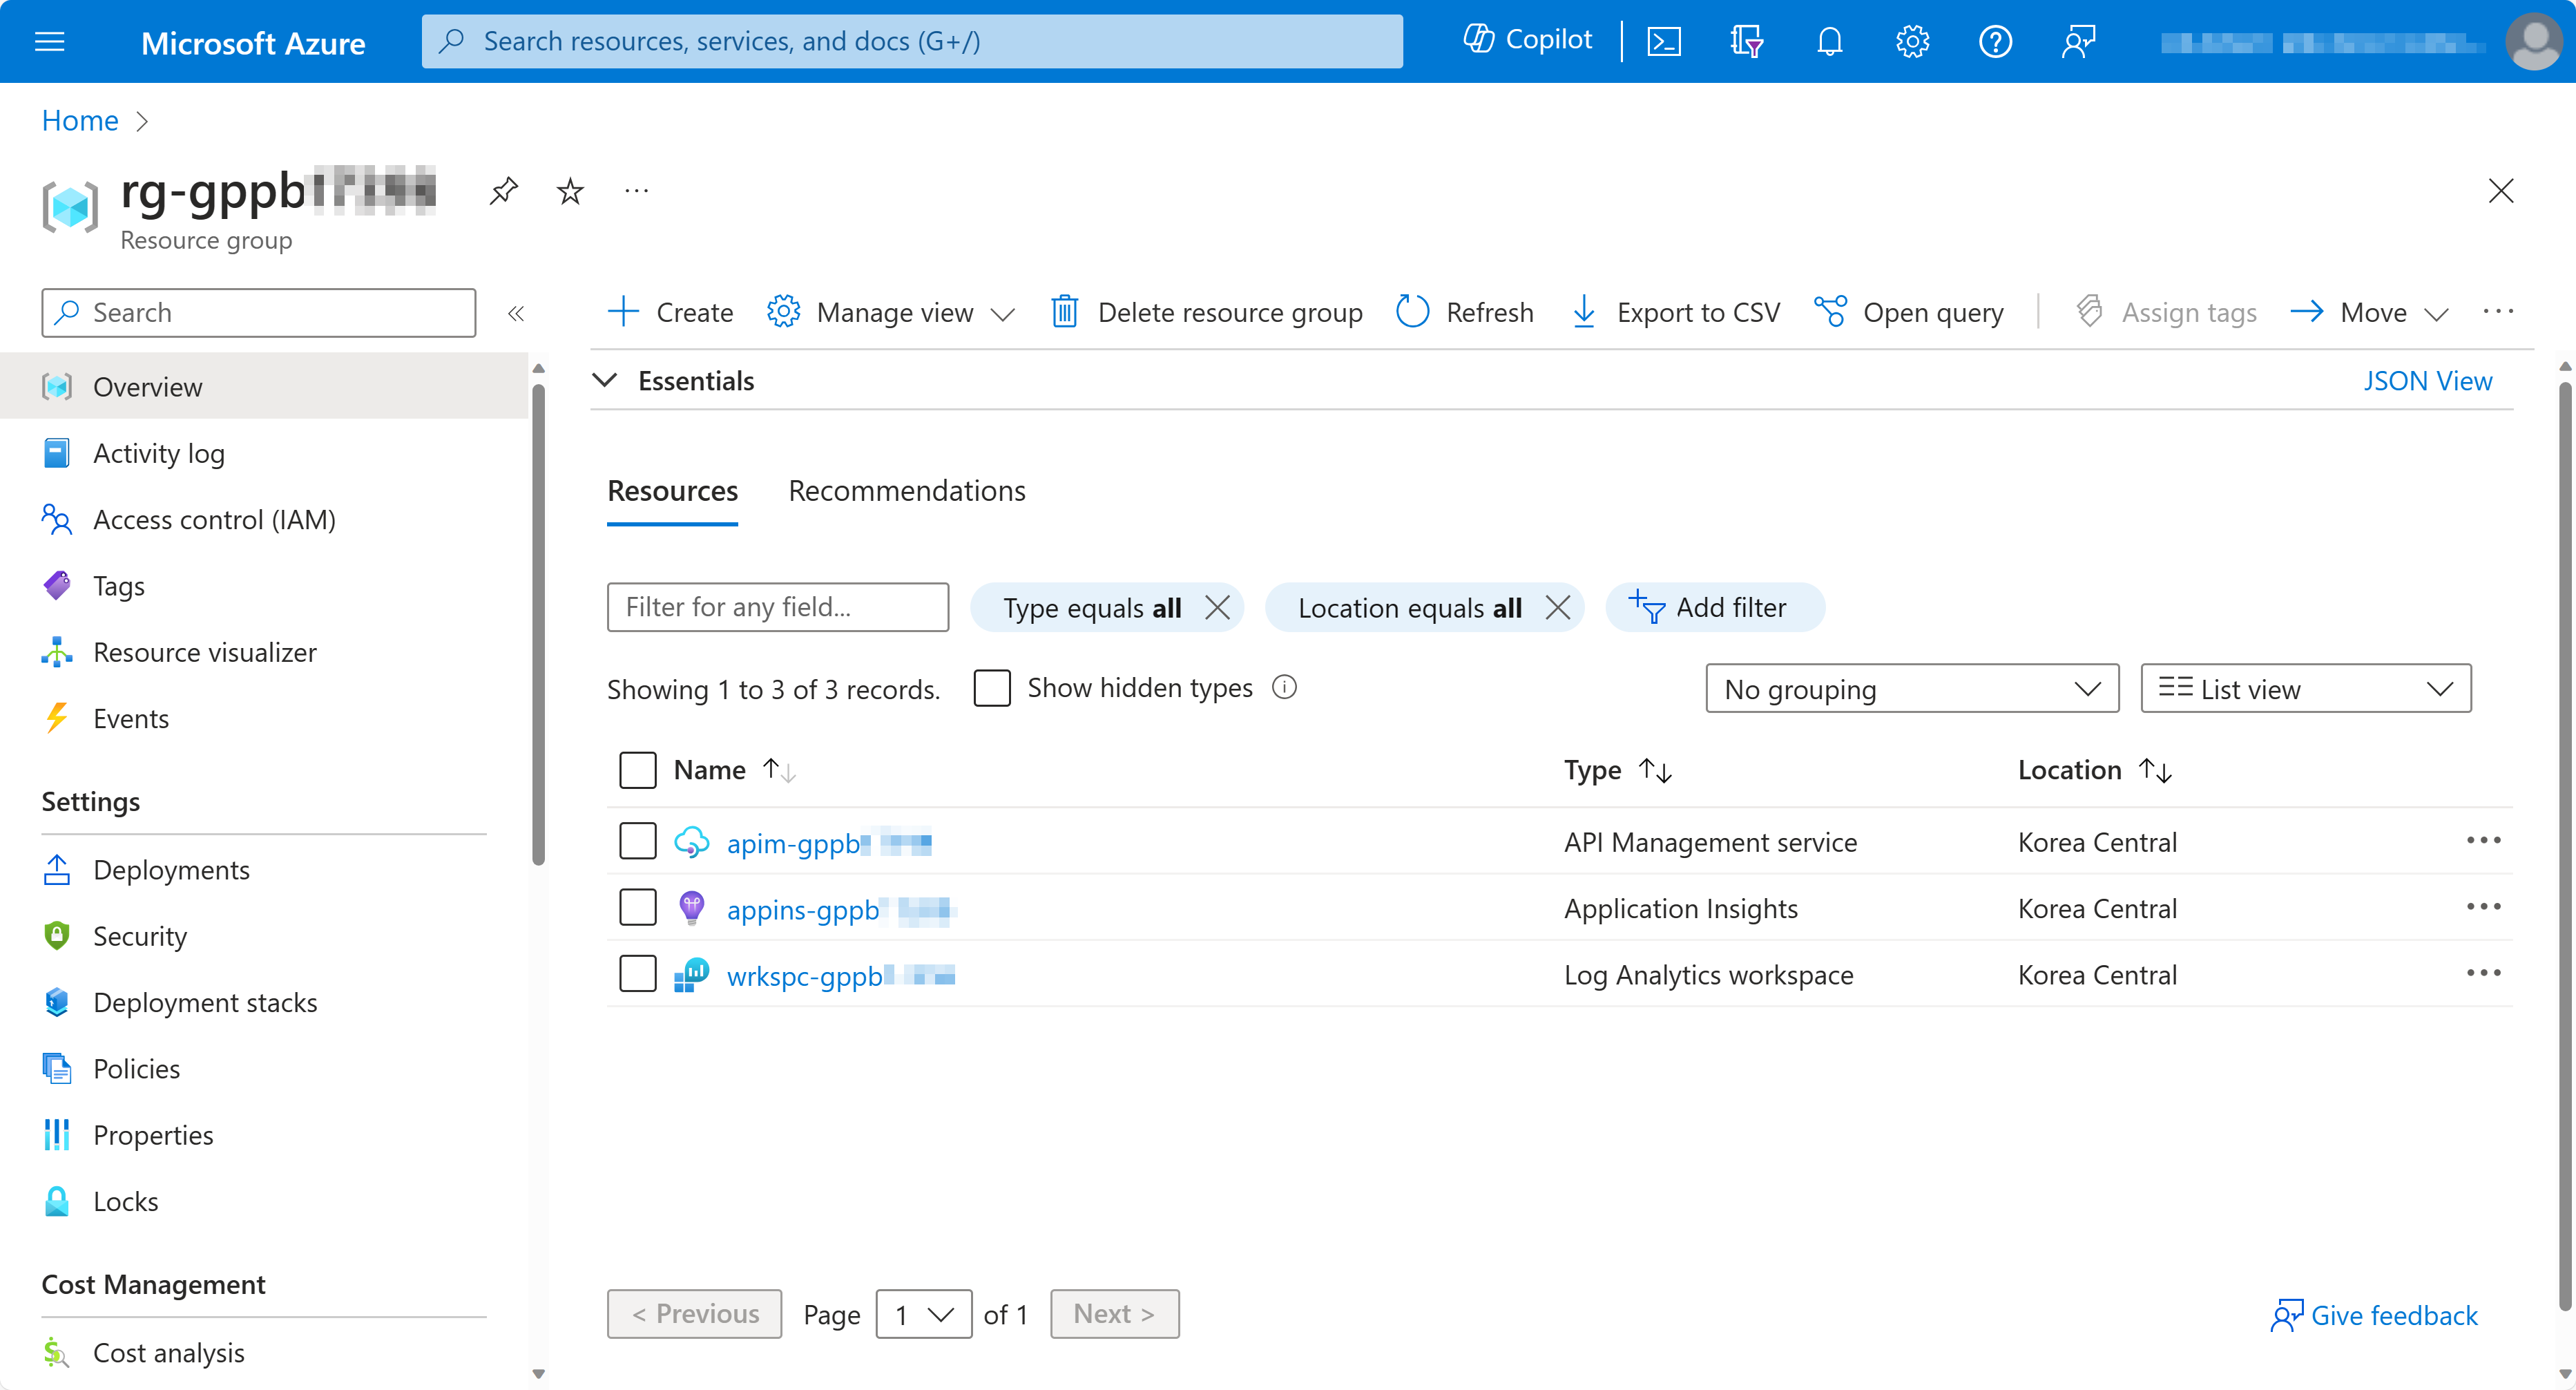 Microsoft Azure
Search resources, services, and docs (G+/)
Copilot
Home
rg-gppb
Resource group
Search
Create
Manage view
Delete resource group
Refresh
Export to CSV
Open query
Assign tags
Move
Overview
Activity log
Access control (IAM)
Tags
Resource visualizer
Events
Settings
Deployments
Security
Deployment stacks
Policies
Properties
Locks
Cost Management
Cost analysis
Essentials
JSON View
Resources
Recommendations
Filter for any field...
Type equals all
Location equals all
Add filter
Showing 1 to 3 of 3 records.
Show hidden types
No grouping
List view
Name Type Location
apim-gppb API Management service Korea Central
appins-gppb Application Insights Korea Central
wrkspc-gppb Log Analytics workspace Korea Central
< Previous Page 1 of 1 Next >
Give feedback